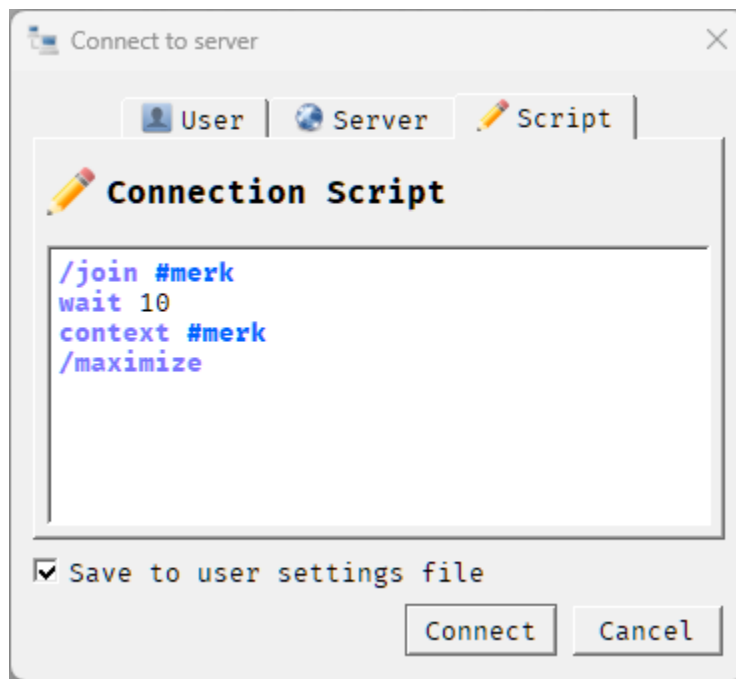 Connect to server
User Server Script
Connection Script
/join #merk
wait 10
context #merk
/maximize
Save to user settings file
Connect Cancel